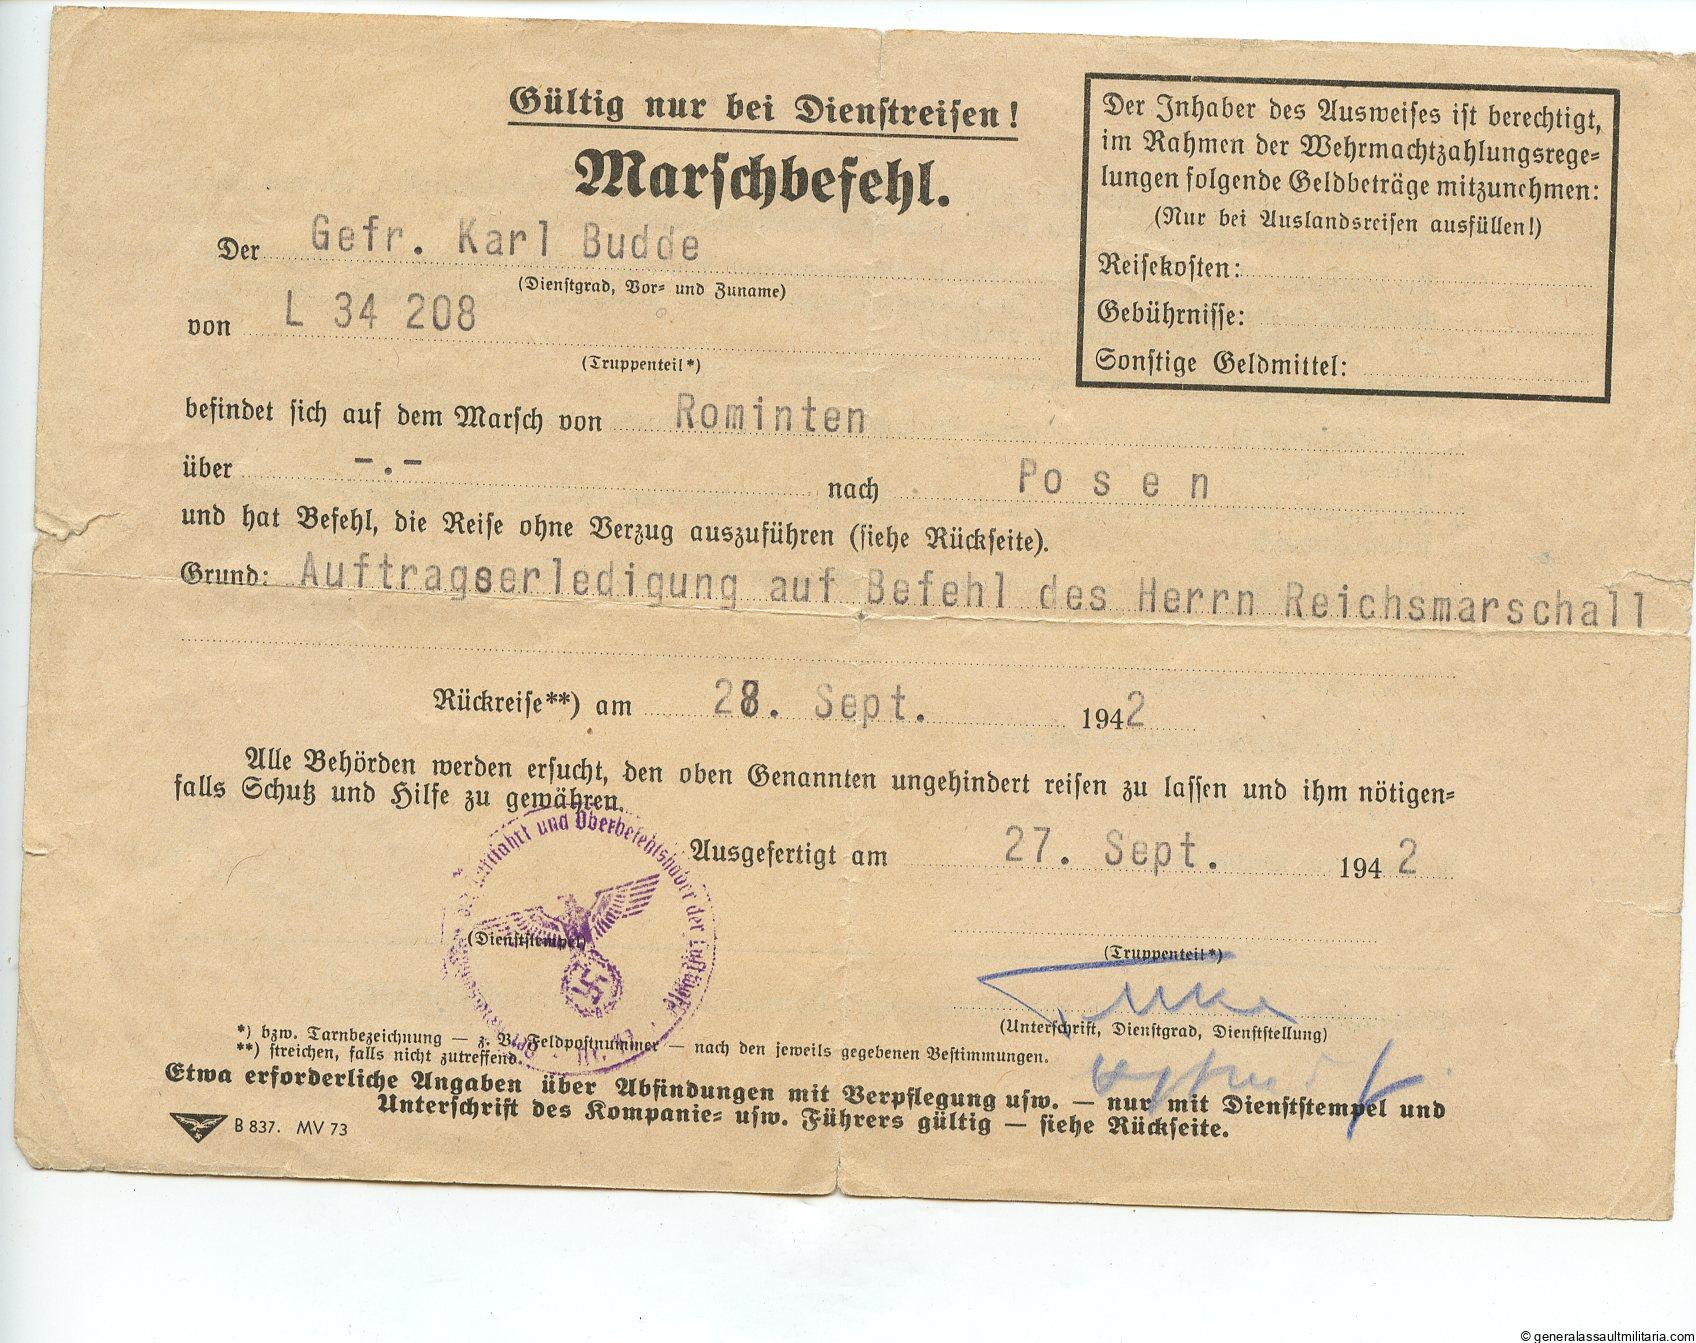 Gültig nur bei Dienstreisen!
Marschbefehl.
Der Gefr. Karl Budde
(Dienstgrad, Vor- und Zuname)
von L 34 208
(Truppenteil*)
Der Inhaber des Ausweises ist berechtigt,
im Rahmen der Wehrmachtzahlungsrege-
lungen folgende Geldbeträge mitzunehmen:
(Nur bei Auslandsreisen ausfüllen!)
Reisekosten:
Gebührnisse:
Sonstige Geldmittel:
befindet sich auf dem Marsch von Rominten
über -.- nach Posen
und hat Befehl, die Reise ohne Verzug auszuführen (siehe Rückseite).
Grund: Auftragserledigung auf Befehl des Herrn Reichsmarschall
Rückreise**) am 28. Sept. 1942
Alle Behörden werden ersucht, den oben Genannten ungehindert reisen zu lassen und ihm nötigen-
falls Schutz und Hilfe zu gewähren.
Ausgefertigt am 27. Sept. 1942
Luftfahrt und Oberbefehlshaber der Luftwaffe
(Dienststempel)
(Truppenteil*)
(Unterschrift, Dienstgrad, Dienststellung)
*) bzw. Tarnbezeichnung — z. B. Feldpostnummer — nach den jeweils gegebenen Bestimmungen.
**) streichen, falls nicht zutreffend.
Etwa erforderliche Angaben über Abfindungen mit Verpflegung usw. — nur mit Dienststempel und
Unterschrift des Kompanie- usw. Führers gültig — siehe Rückseite.
B 837. MV 73
© generalassaultmilitaria.com